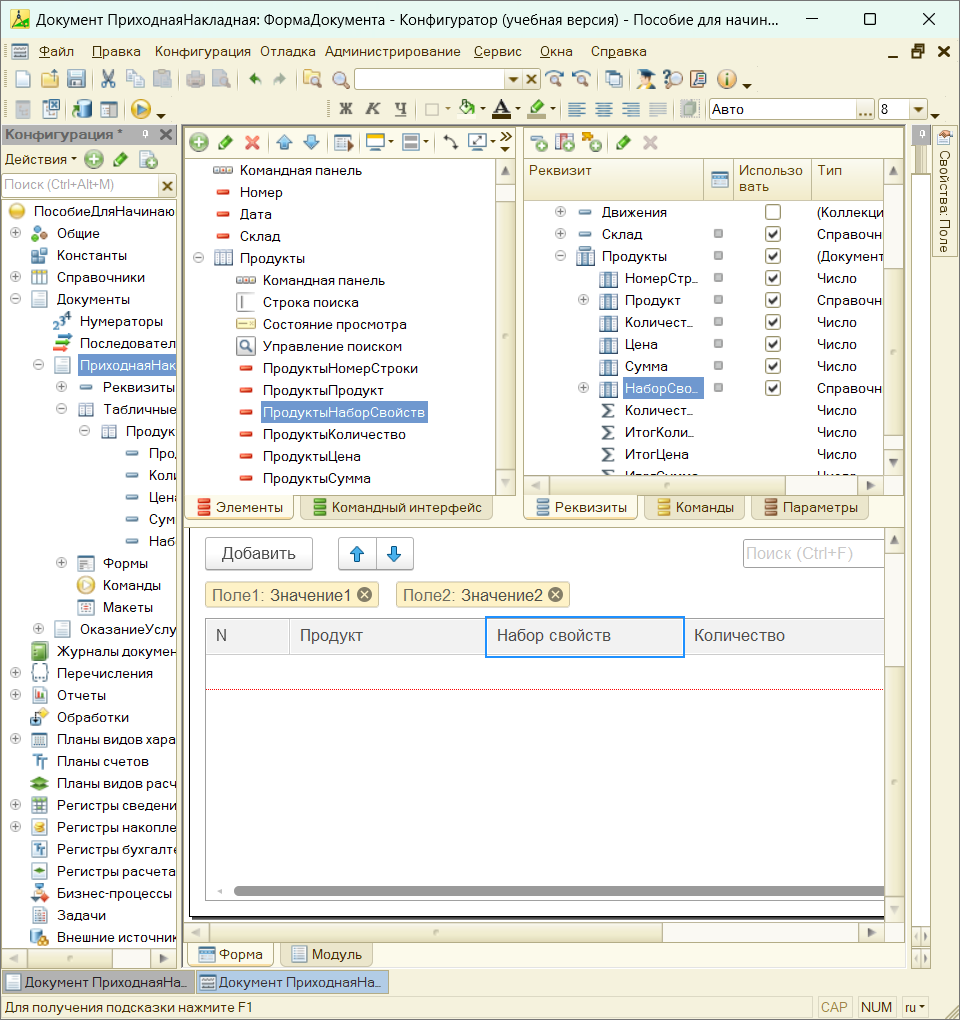 Документ ПриходнаяНакладная: ФормаДокумента - Конфигуратор (учебная версия) - Пособие для начин...
Файл Правка Конфигурация Отладка Администрирование Сервис Окна Справка
Ж К Ч Авто ... 8
Конфигурация *
Действия
Поиск (Ctrl+Alt+M)
ПособиеДляНачинаю
Общие
Константы
Справочники
Документы
Нумераторы
Последовател
ПриходнаяНак
Реквизиты
Табличные
Продук
Про
Коли
Цена
Сум
Наб
Формы
Команды
Макеты
ОказаниеУслу
Журналы докумен
Перечисления
Отчеты
Обработки
Планы видов хара
Планы счетов
Планы видов расч
Регистры сведени
Регистры накопле
Регистры бухгалте
Регистры расчета
Бизнес-процессы
Задачи
Внешние источник
Командная панель
Номер
Дата
Склад
Продукты
Командная панель
Строка поиска
Состояние просмотра
Управление поиском
ПродуктыНомерСтроки
ПродуктыПродукт
ПродуктыНаборСвойств
ПродуктыКоличество
ПродуктыЦена
ПродуктыСумма
Элементы Командный интерфейс
Реквизит Использо Тип
вать
Движения (Коллекци
Склад Справочн
Продукты (Документ
НомерСтр... Число
Продукт Справочн
Количест... Число
Цена Число
Сумма Число
НаборСво... Справочн
Количест... Число
ИтогКоли... Число
ИтогЦена Число
ИтогСумма Число
Реквизиты Команды Параметры
Свойства: Поле
Добавить Поиск (Ctrl+F)
Поле1: Значение1 Поле2: Значение2
N Продукт Набор свойств Количество
Форма Модуль
Документ ПриходнаяНа... Документ ПриходнаяНа...
Для получения подсказки нажмите F1 CAP NUM ru